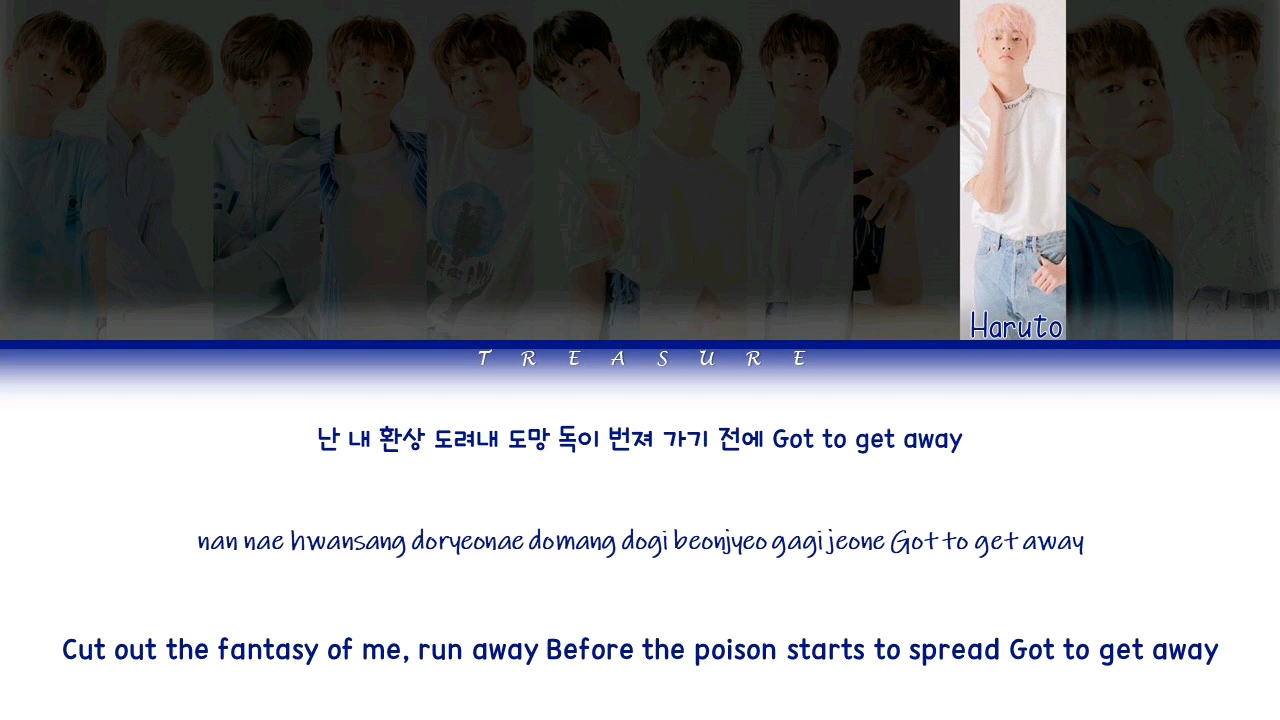 Haruto
T R E A S U R E
난 내 환상 도려내 도망 독이 번져 가기 전에 Got to get away
nan nae hwansang doryeonae domang dogi beonjyeo gagi jeone Got to get away
Cut out the fantasy of me, run away Before the poison starts to spread Got to get away